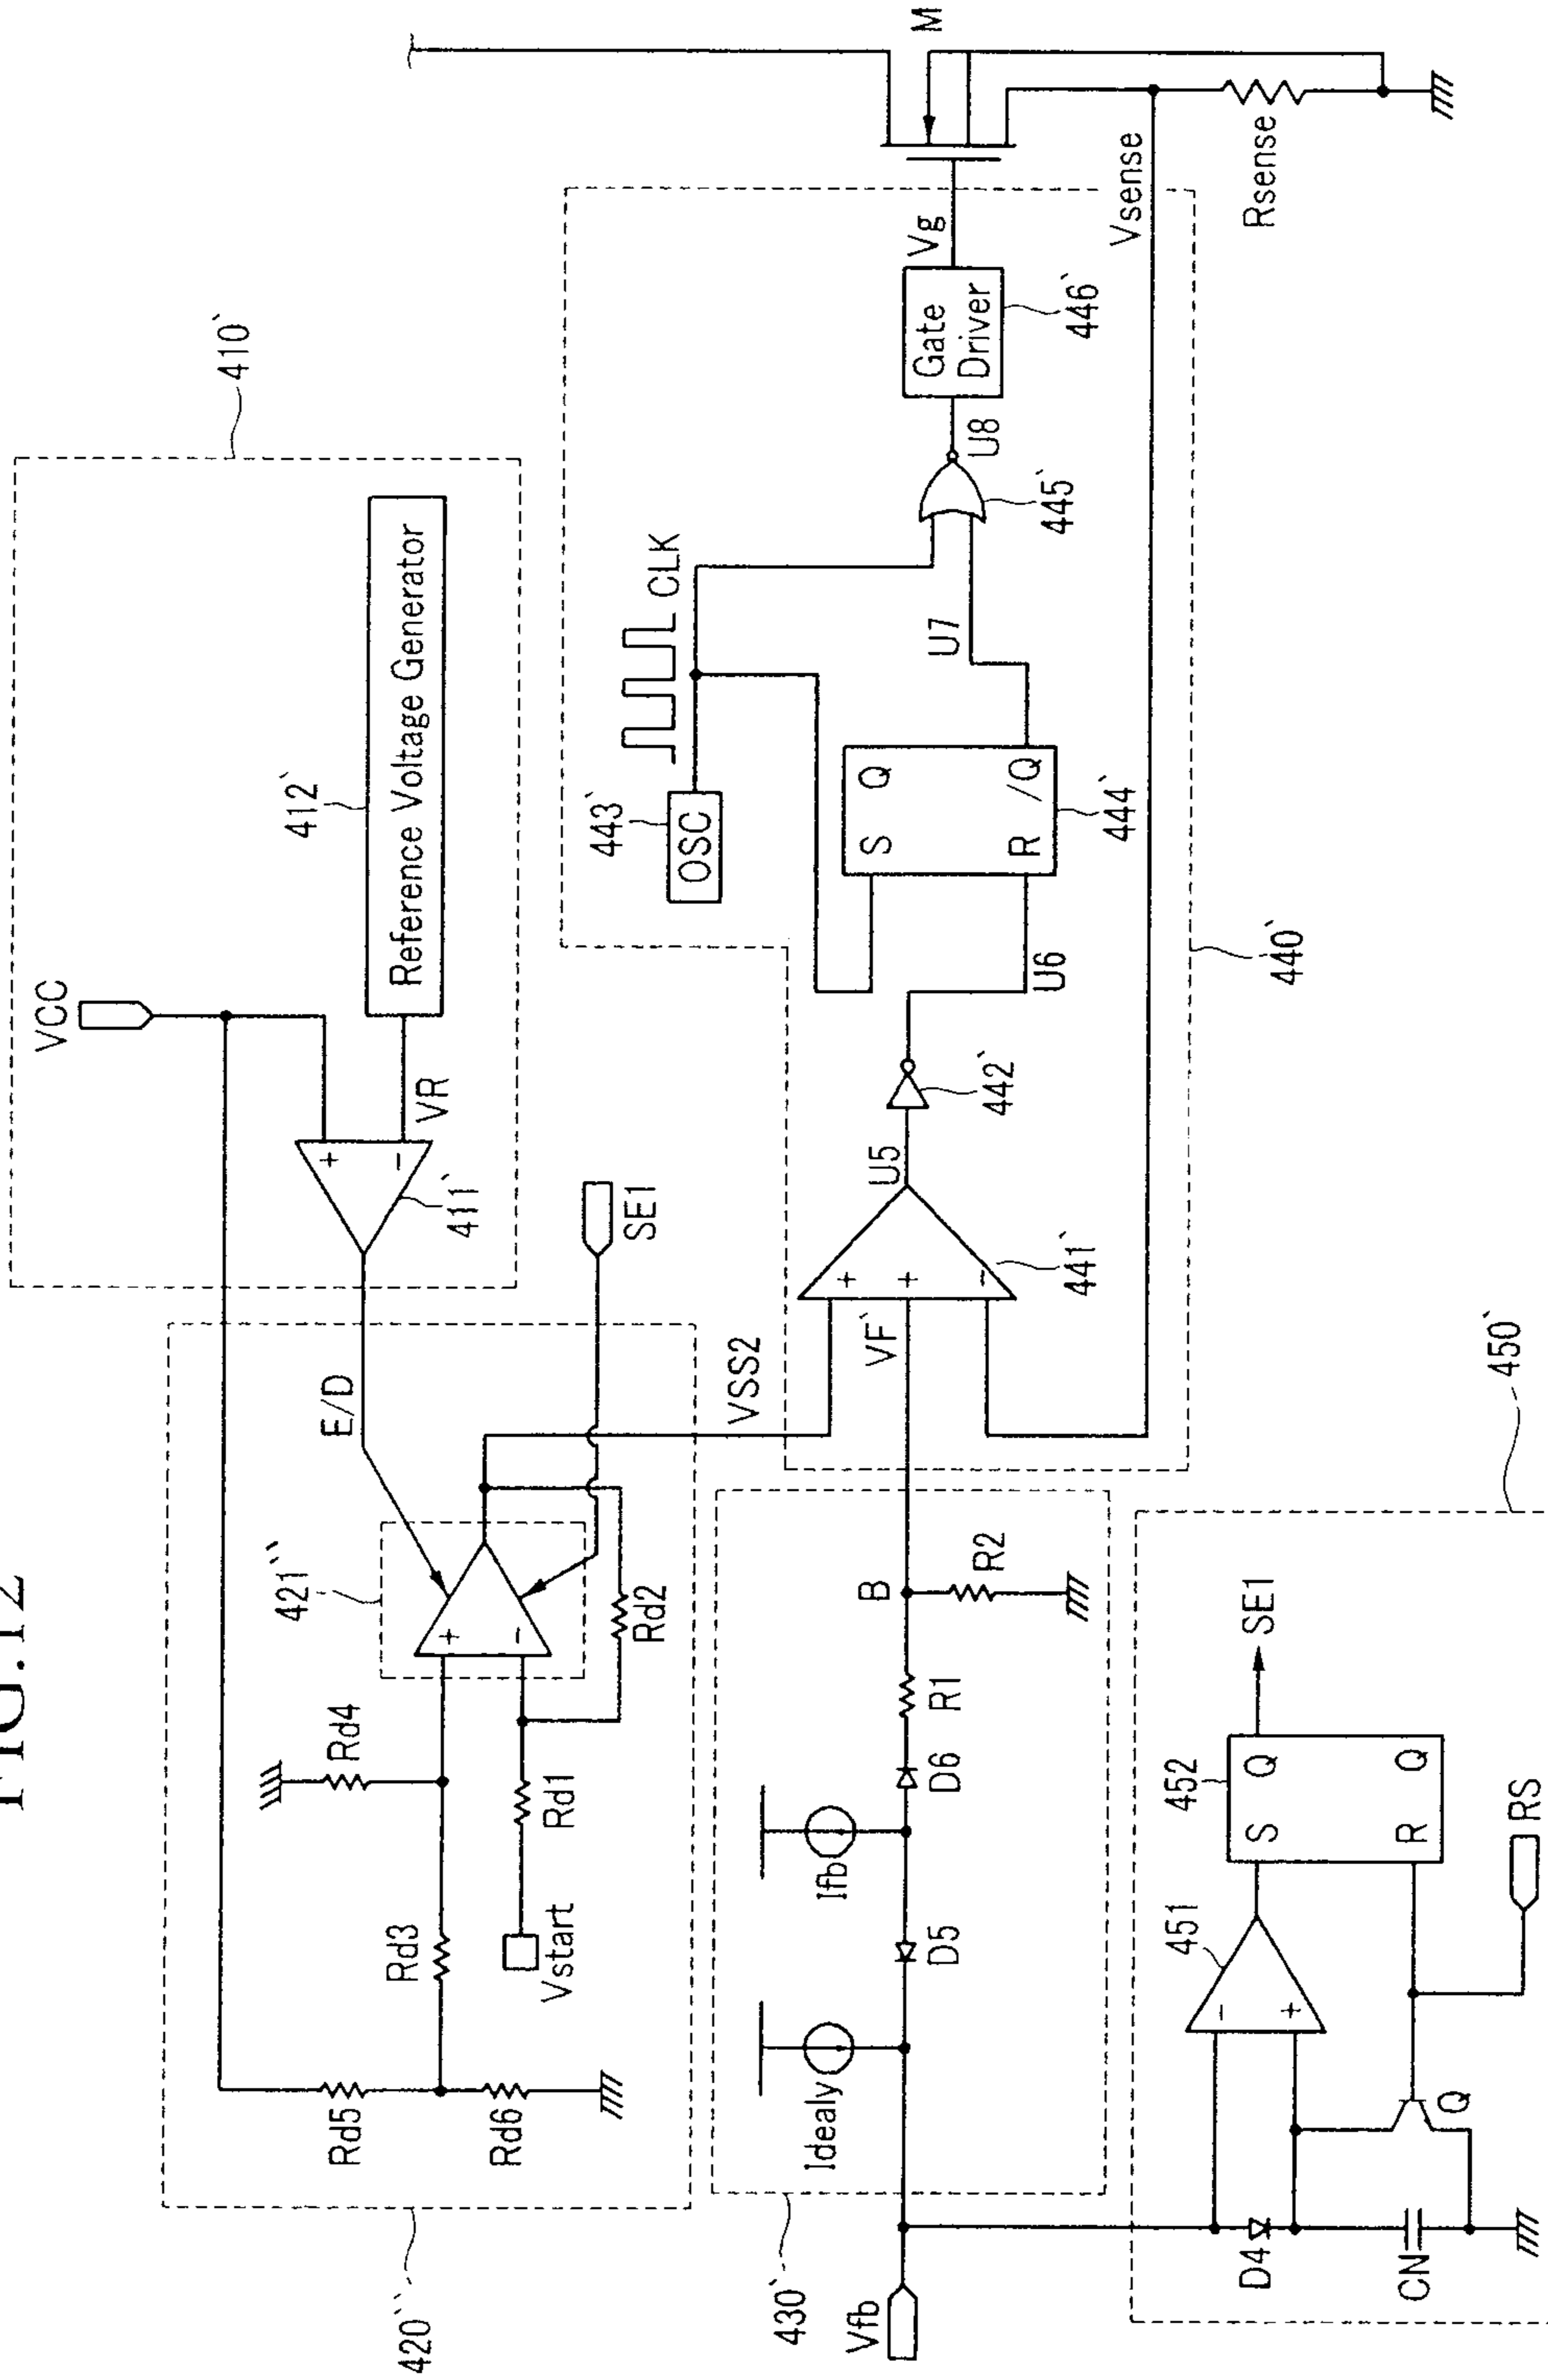 FIG.12
420```
Rd5
Rd6
Rd3
Rd4
Vstart
Rd1
421``
Rd2
E/D
VCC
411`
VR
412`
Reference Voltage Generator
410`
SE1
VSS2
430`
Vfb
Idealy
D5
Ifb
D6
R1
B
R2
VF`
441`
U5
442`
U6
443`
OSC
CLK
S Q
R /Q
444`
U7
445`
U8
Gate
Driver
446`
Vg
M
Vsense
Rsense
440`
450`
D4
CN
Q
451
452
S Q
R Q
SE1
RS
+
-
+
-
+
+
-
-
+